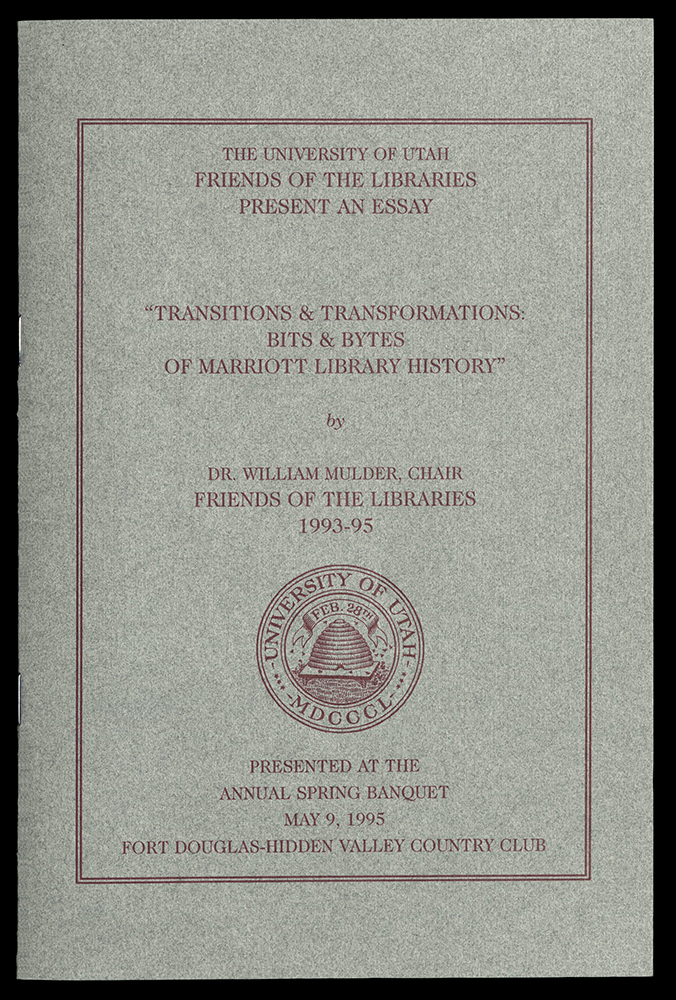 THE UNIVERSITY OF UTAH
FRIENDS OF THE LIBRARIES
PRESENT AN ESSAY
“TRANSITIONS & TRANSFORMATIONS:
BITS & BYTES
OF MARRIOTT LIBRARY HISTORY”
by
DR. WILLIAM MULDER, CHAIR
FRIENDS OF THE LIBRARIES
1993-95
UNIVERSITY OF UTAH
FEB. 28TH
MDCCCL
PRESENTED AT THE
ANNUAL SPRING BANQUET
MAY 9, 1995
FORT DOUGLAS-HIDDEN VALLEY COUNTRY CLUB